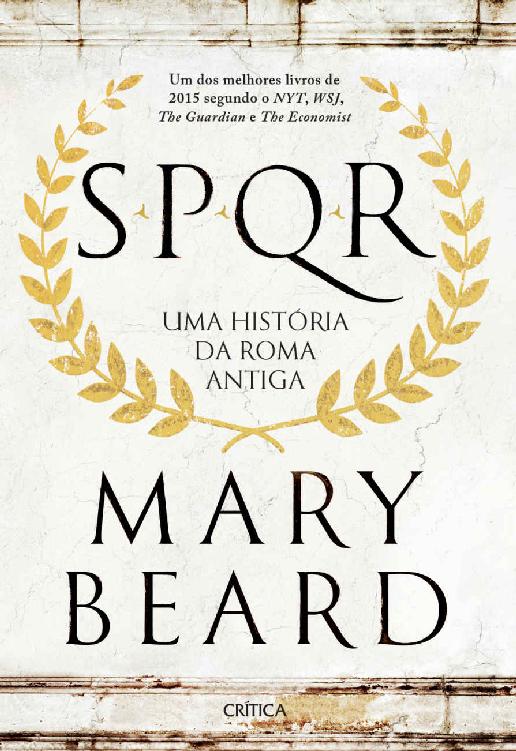 Um dos melhores livros de
2015 segundo o NYT, WSJ,
The Guardian e The Economist
S·P·Q·R
UMA HISTÓRIA
DA ROMA
ANTIGA
MARY
BEARD
CRÍTICA